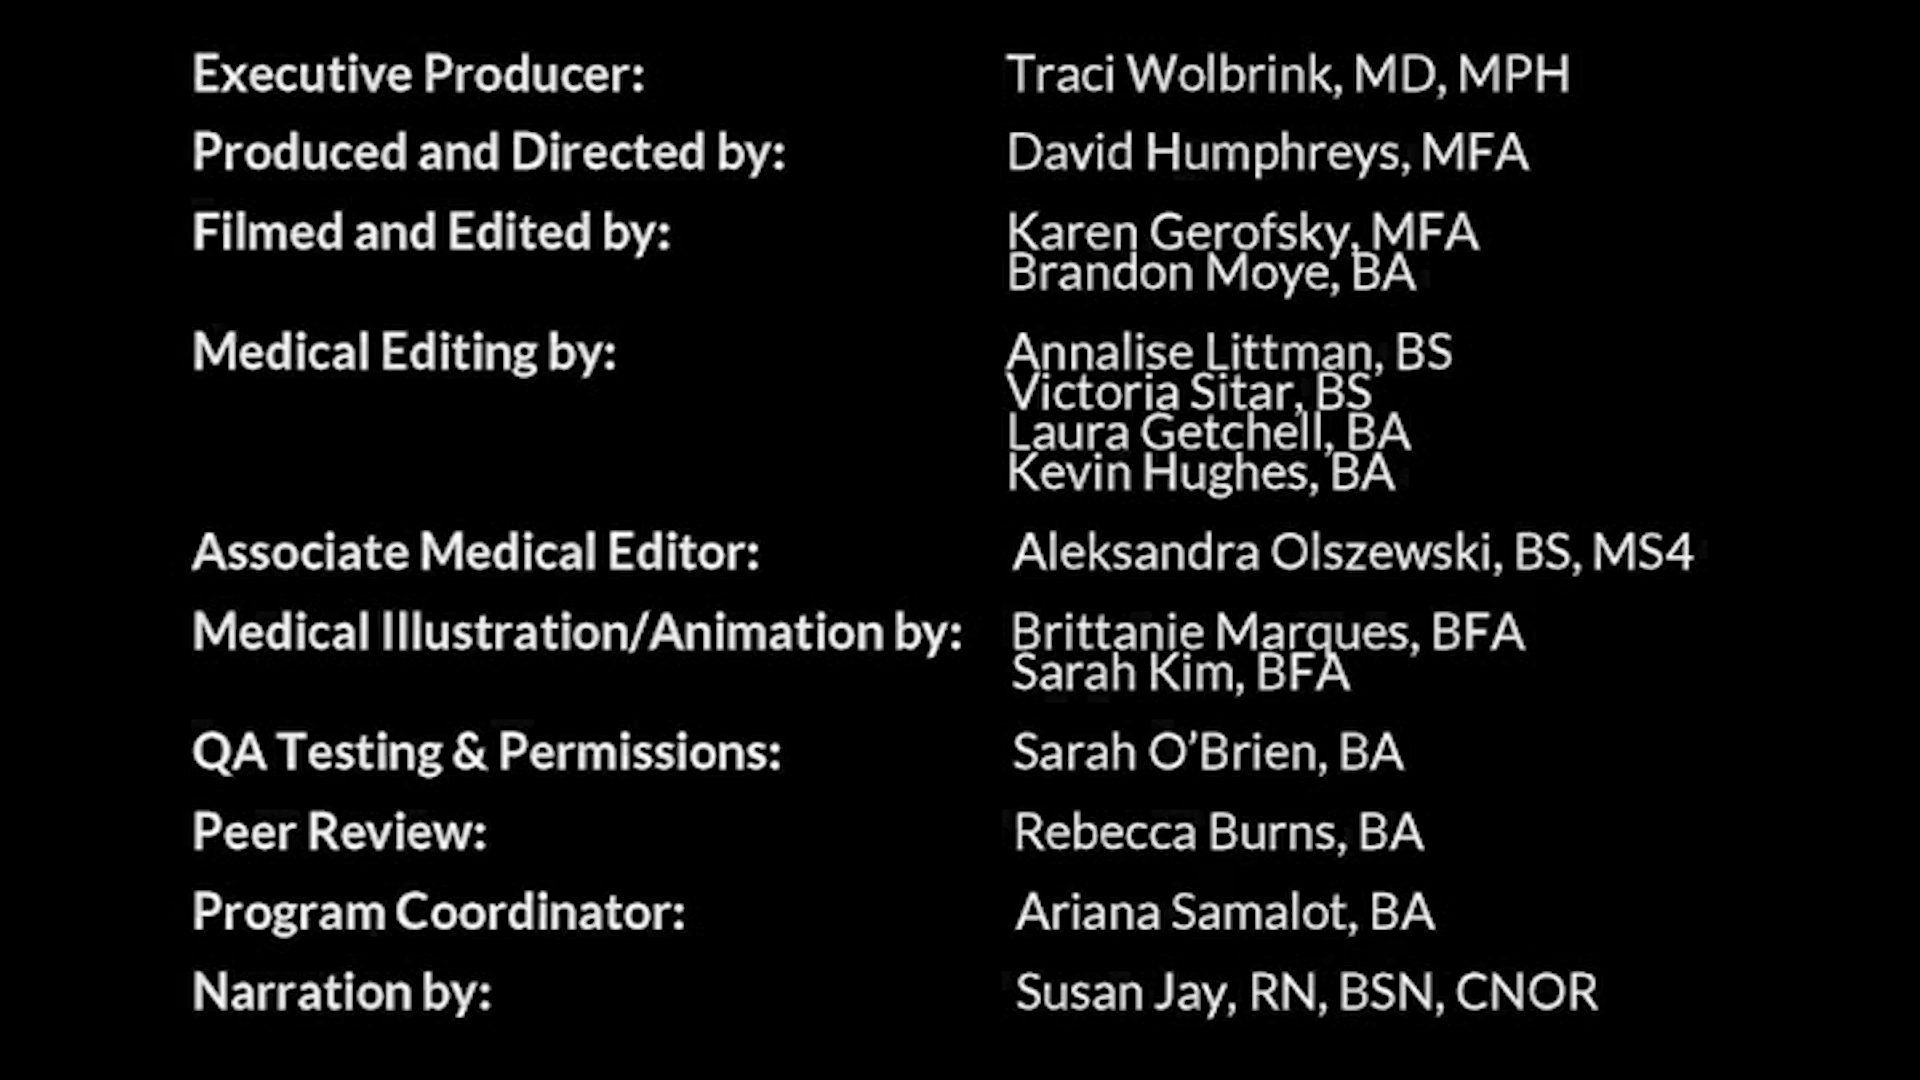 Executive Producer: Traci Wolbrink, MD, MPH
Produced and Directed by: David Humphreys, MFA
Filmed and Edited by: Karen Gerofsky, MFA
Brandon Moye, BA
Medical Editing by: Annalise Littman, BS
Victoria Sitar, BS
Laura Getchell, BA
Kevin Hughes, BA
Associate Medical Editor: Aleksandra Olszewski, BS, MS4
Medical Illustration/Animation by: Brittanie Marques, BFA
Sarah Kim, BFA
QA Testing & Permissions: Sarah O’Brien, BA
Peer Review: Rebecca Burns, BA
Program Coordinator: Ariana Samalot, BA
Narration by: Susan Jay, RN, BSN, CNOR